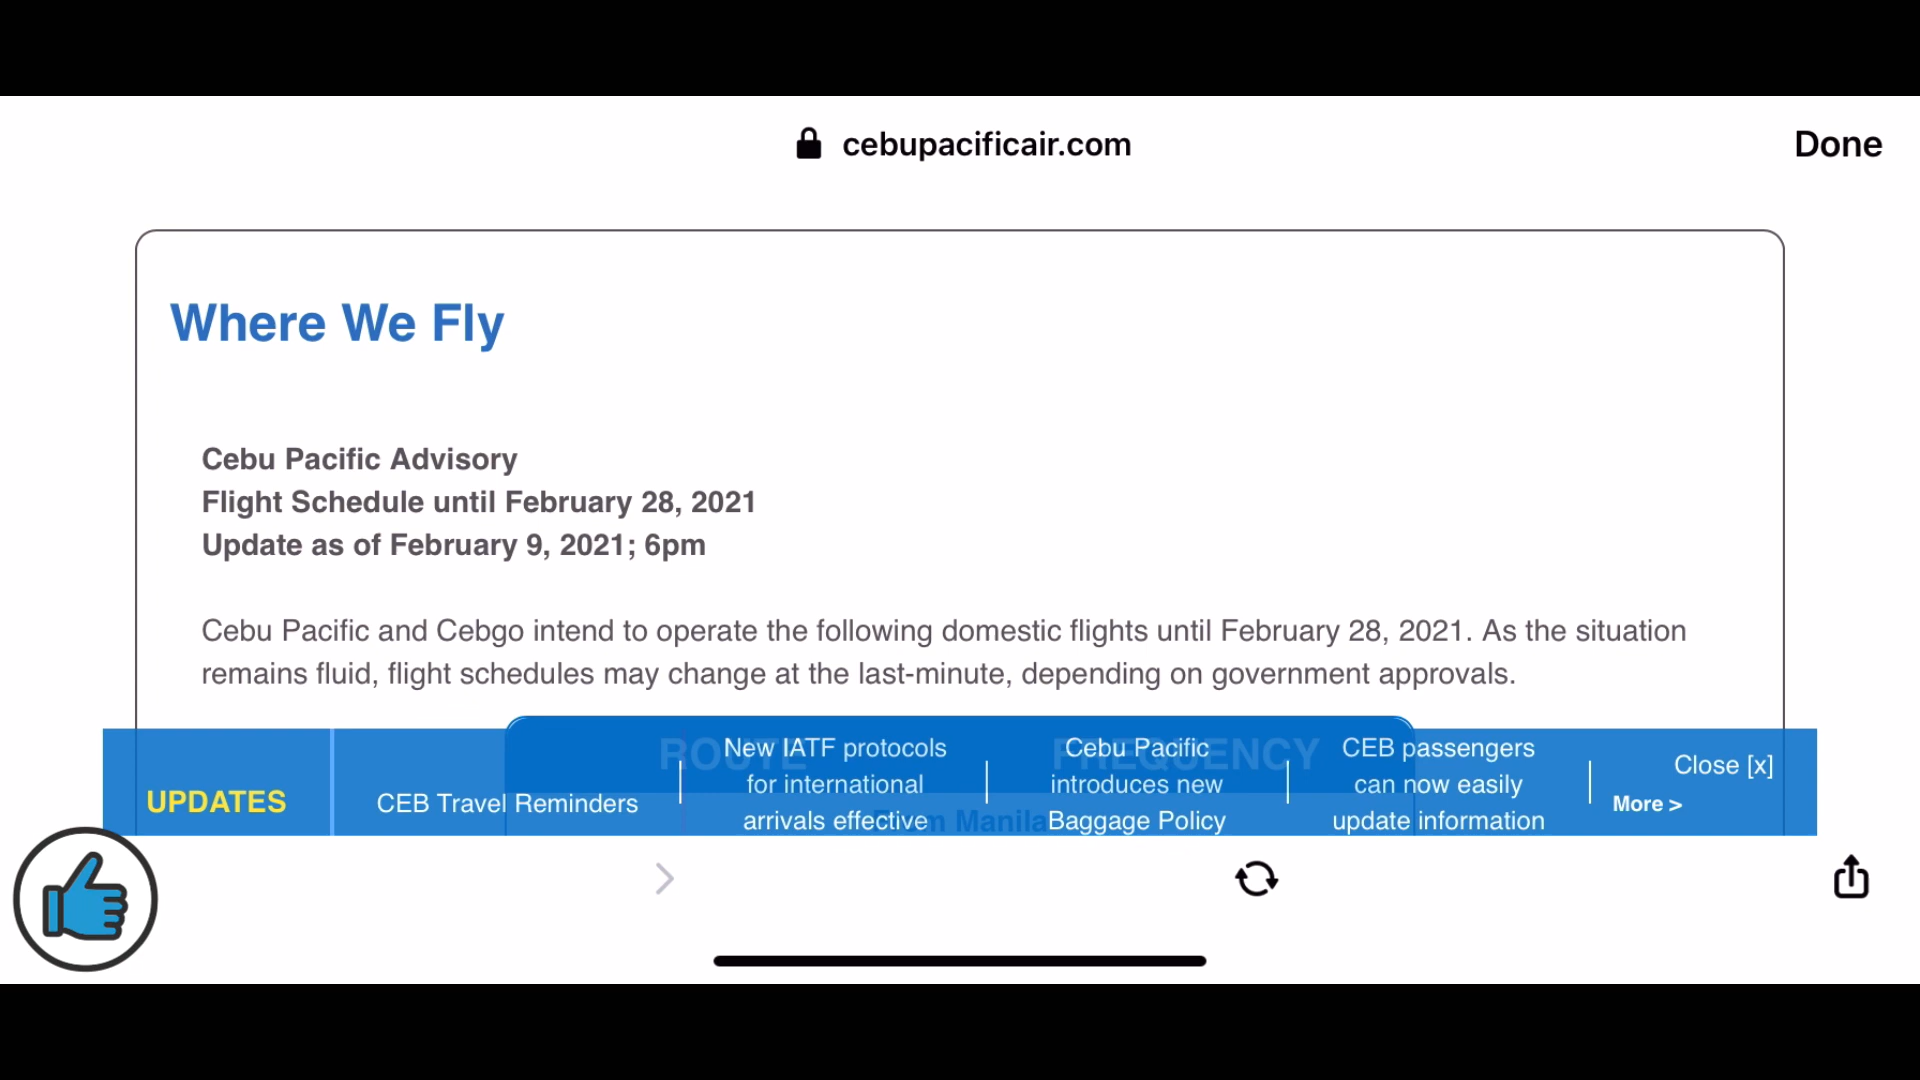 cebupacificair.com
Done
Where We Fly
Cebu Pacific Advisory
Flight Schedule until February 28, 2021
Update as of February 9, 2021; 6pm
Cebu Pacific and Cebgo intend to operate the following domestic flights until February 28, 2021. As the situation
remains fluid, flight schedules may change at the last-minute, depending on government approvals.
ROUTE FREQUENCY
From Manila
UPDATES
CEB Travel Reminders
New IATF protocols
for international
arrivals effective
Cebu Pacific
introduces new
Baggage Policy
CEB passengers
can now easily
update information
Close [x]
More >